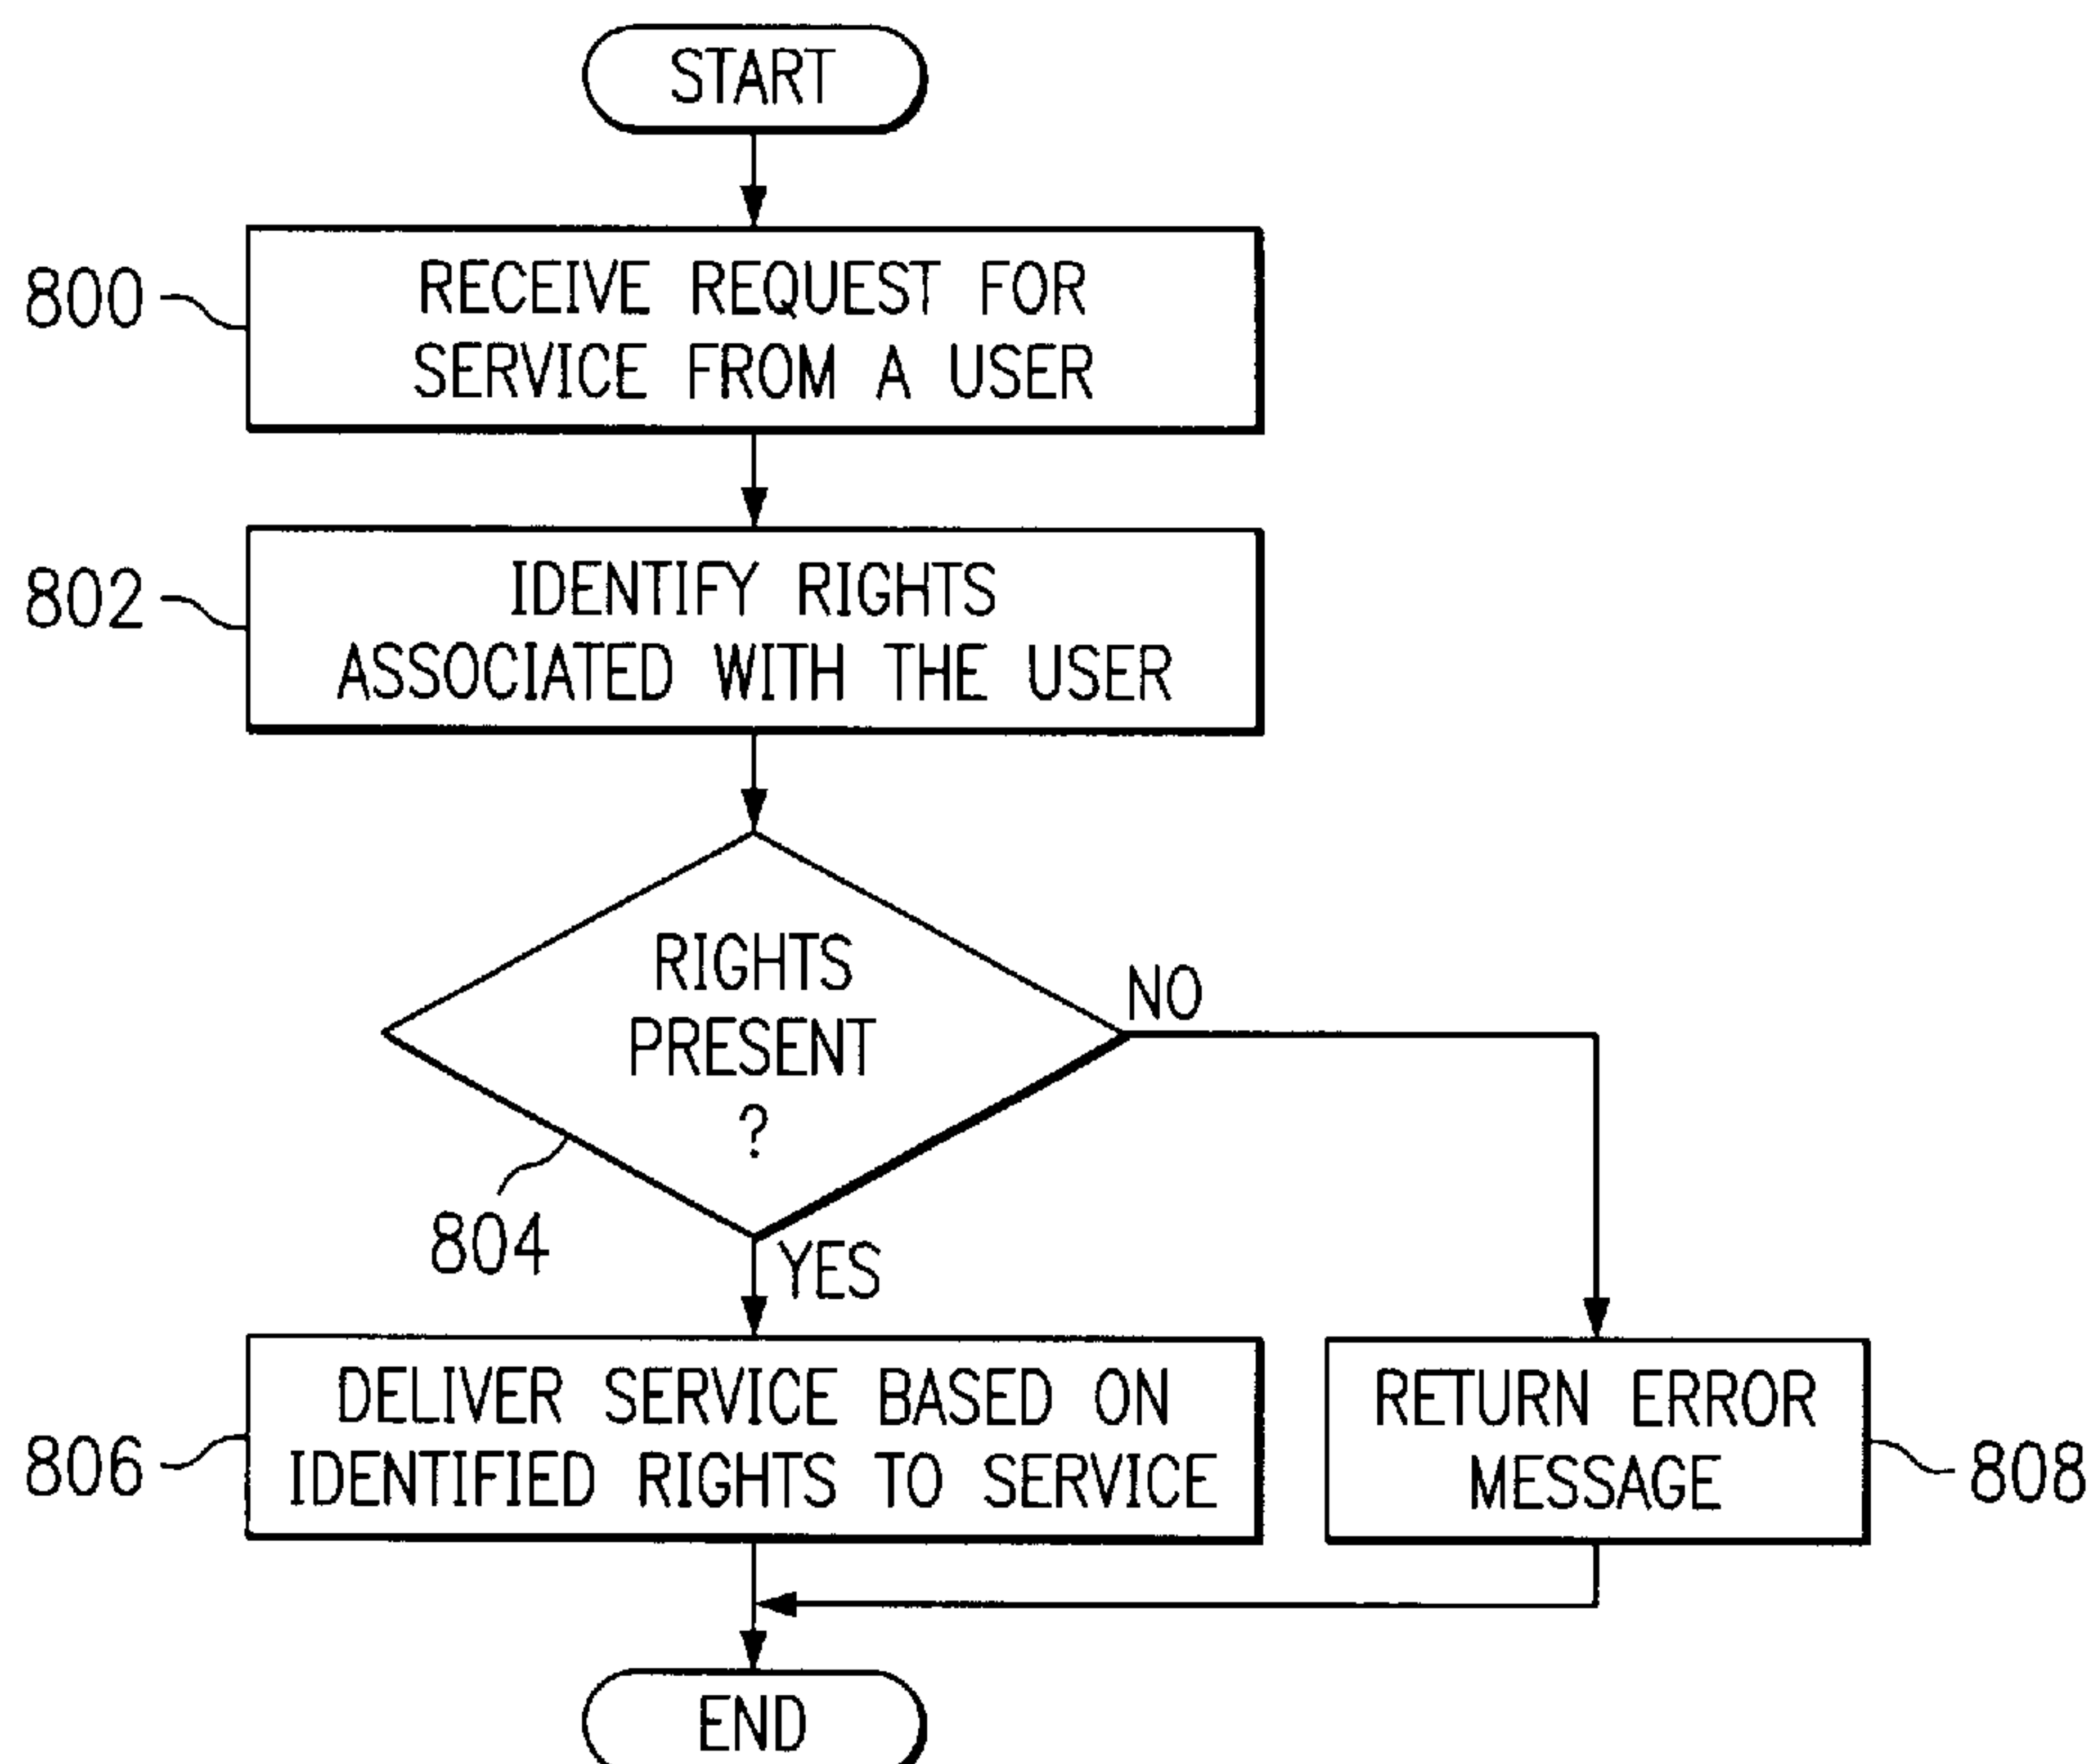 START
800
RECEIVE REQUEST FOR
SERVICE FROM A USER
802
IDENTIFY RIGHTS
ASSOCIATED WITH THE USER
RIGHTS
PRESENT
?
NO
804
YES
806
DELIVER SERVICE BASED ON
IDENTIFIED RIGHTS TO SERVICE
RETURN ERROR
MESSAGE
808
END